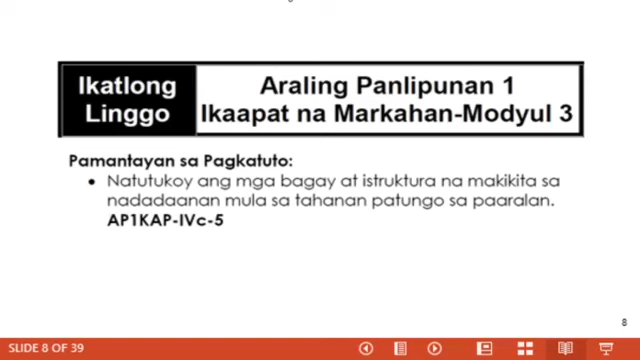 Ikatlong
Linggo
Araling Panlipunan 1
Ikaapat na Markahan-Modyul 3
Pamantayan sa Pagkatuto:
• Natutukoy ang mga bagay at istruktura na makikita sa
nadadaanan mula sa tahanan patungo sa paaralan.
AP1KAP-IVc-5
8
SLIDE 8 OF 39